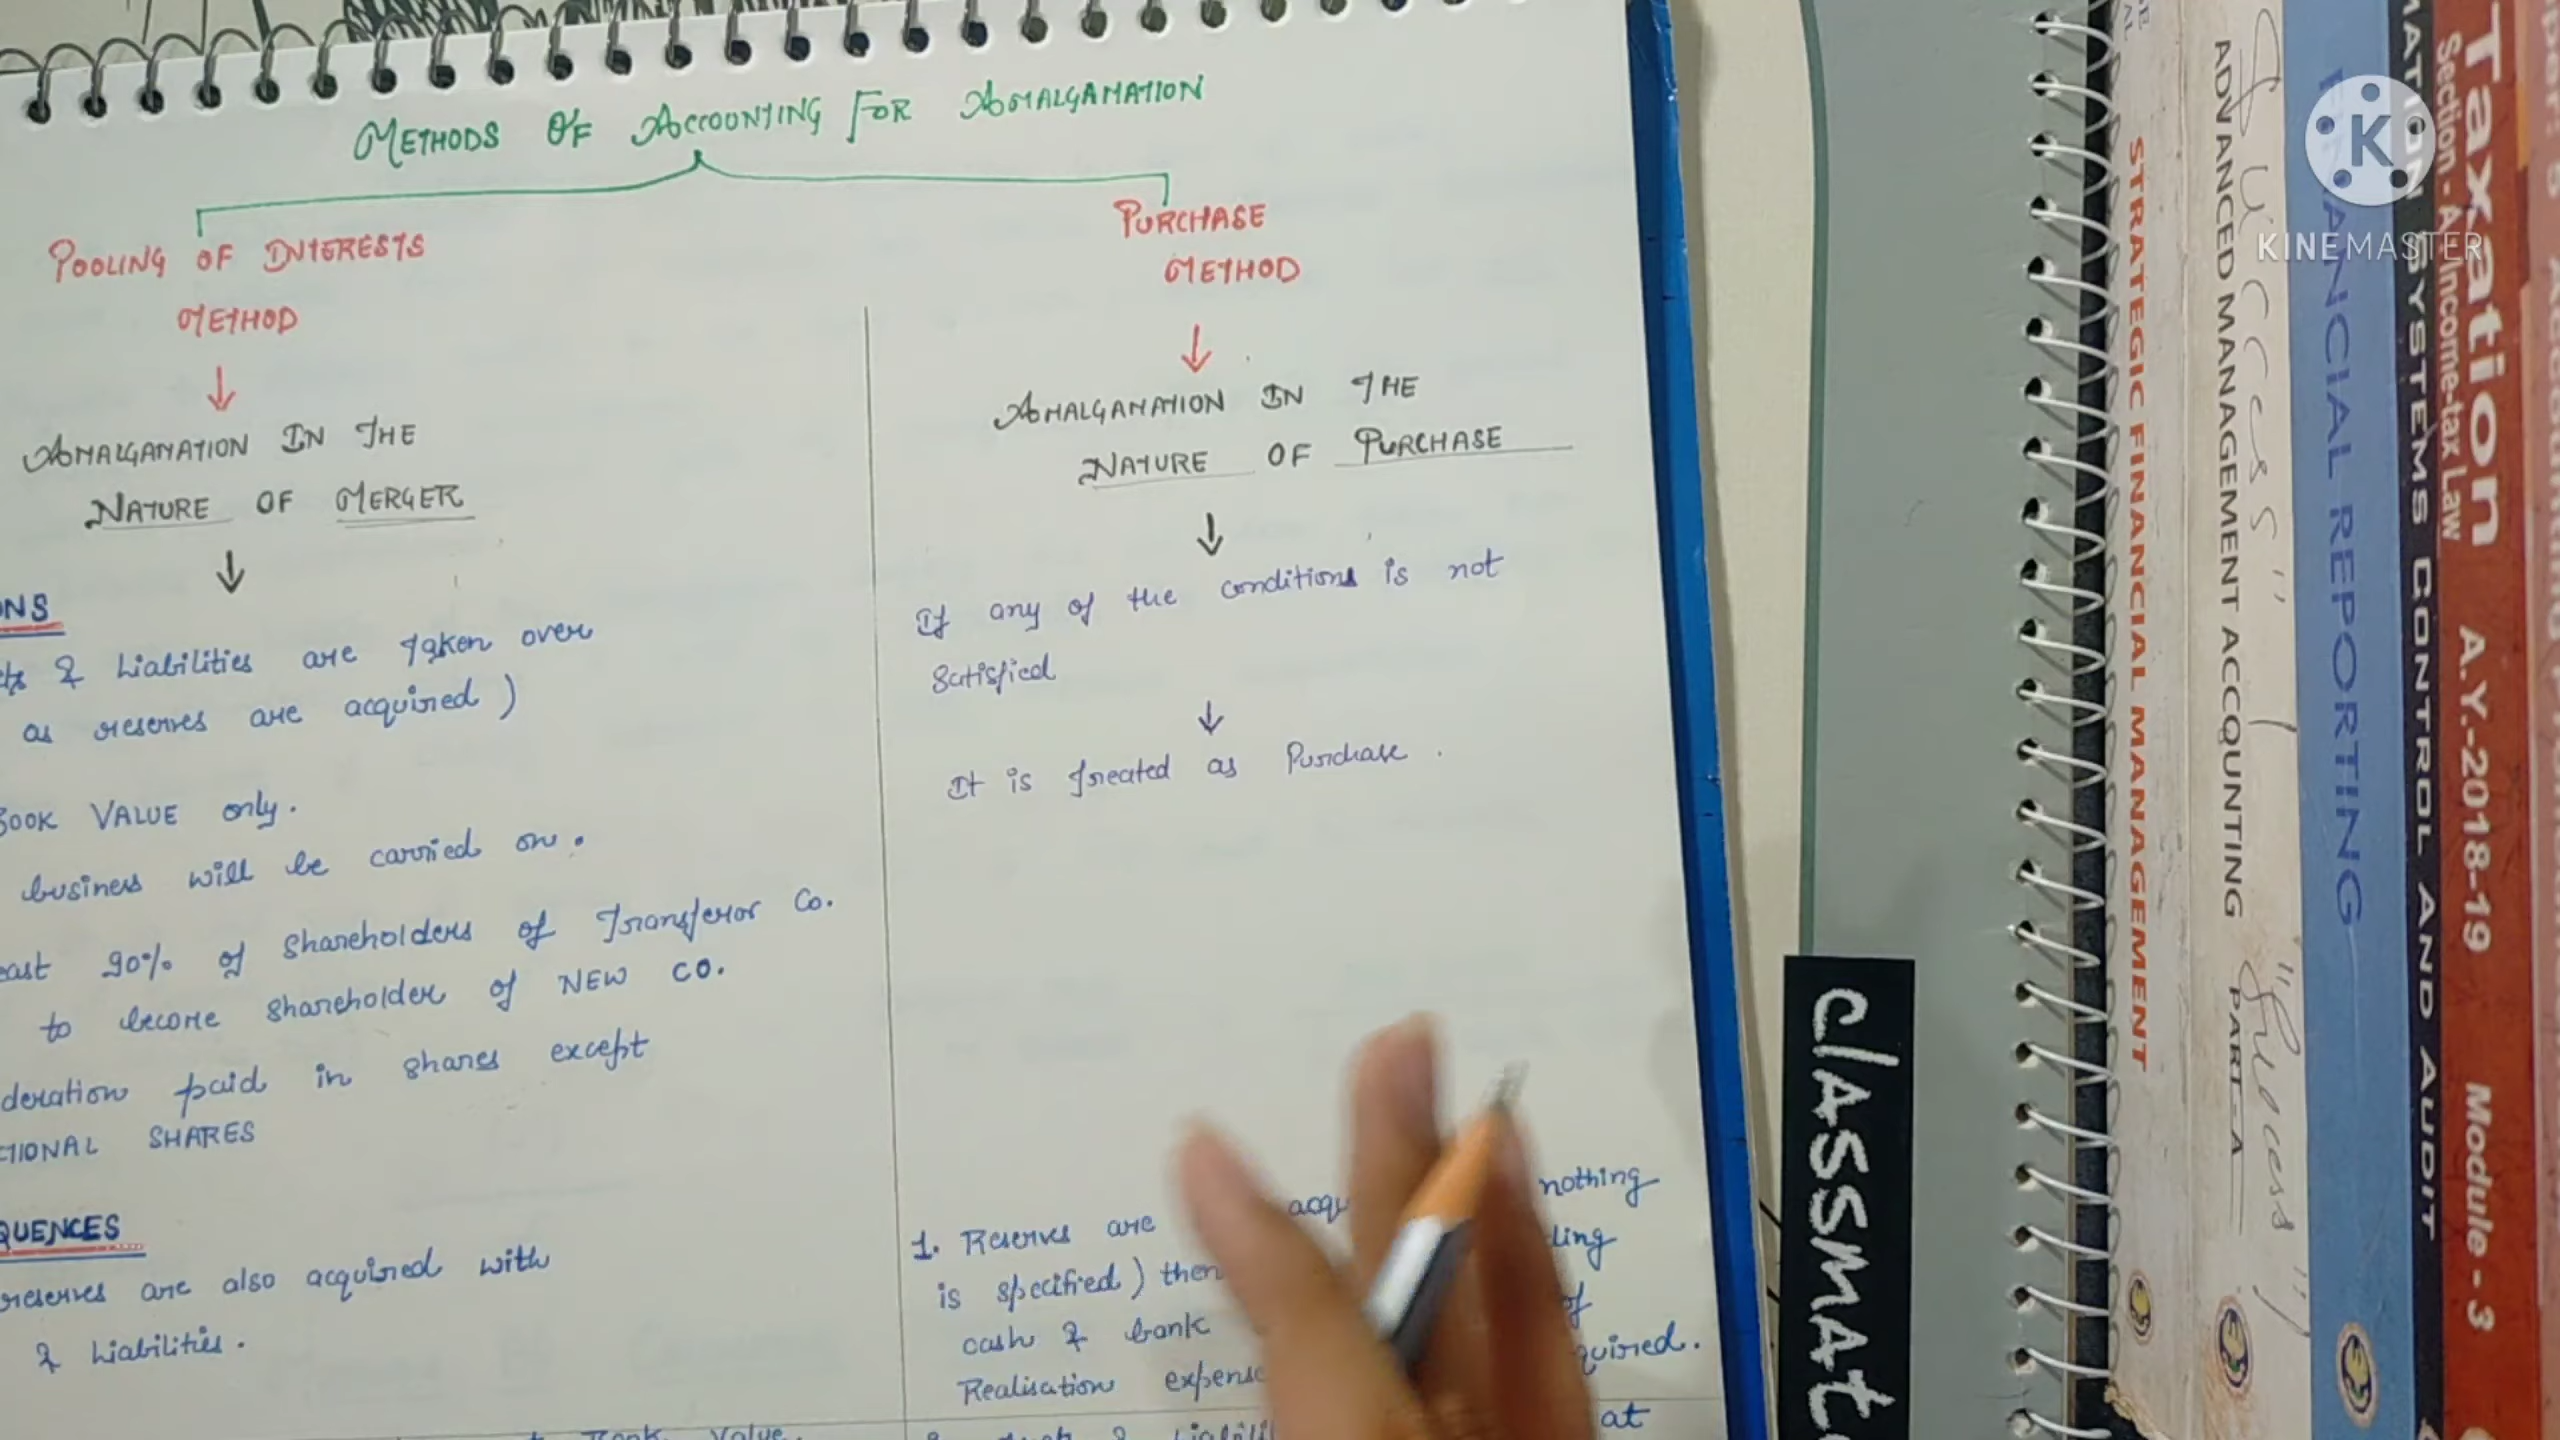 METHODS OF ACCOUNTING FOR AMALGAMATION
POOLING OF INTERESTS
METHOD
AMALGAMATION IN THE
NATURE OF MERGER
& Liabilities are taken over
as reserves are acquired)
BOOK VALUE only.
business will be carried on.
90% of shareholders of Transferor Co.
to become shareholder of NEW CO.
paid in shares except
SHARES
reserves are also acquired with
& Liabilities.
Value.
PURCHASE
METHOD
AMALGAMATION IN THE
NATURE OF PURCHASE
If any of the conditions is not
satisfied
It is treated as Purchase.
1. Reserves are nothing
is specified) then
cash & bank of
Realisation
& at
classmat
STRATEGIC FINANCIAL MANAGEMENT
ADVANCED MANAGEMENT ACCOUNTING PART-A
"Success"
"Success"
FINANCIAL REPORTING
SYSTEMS CONTROL AND AUDIT
Taxation
Section - A: Income-tax Law
A.Y.-2018-19 Module - 3
K
KINEMASTER